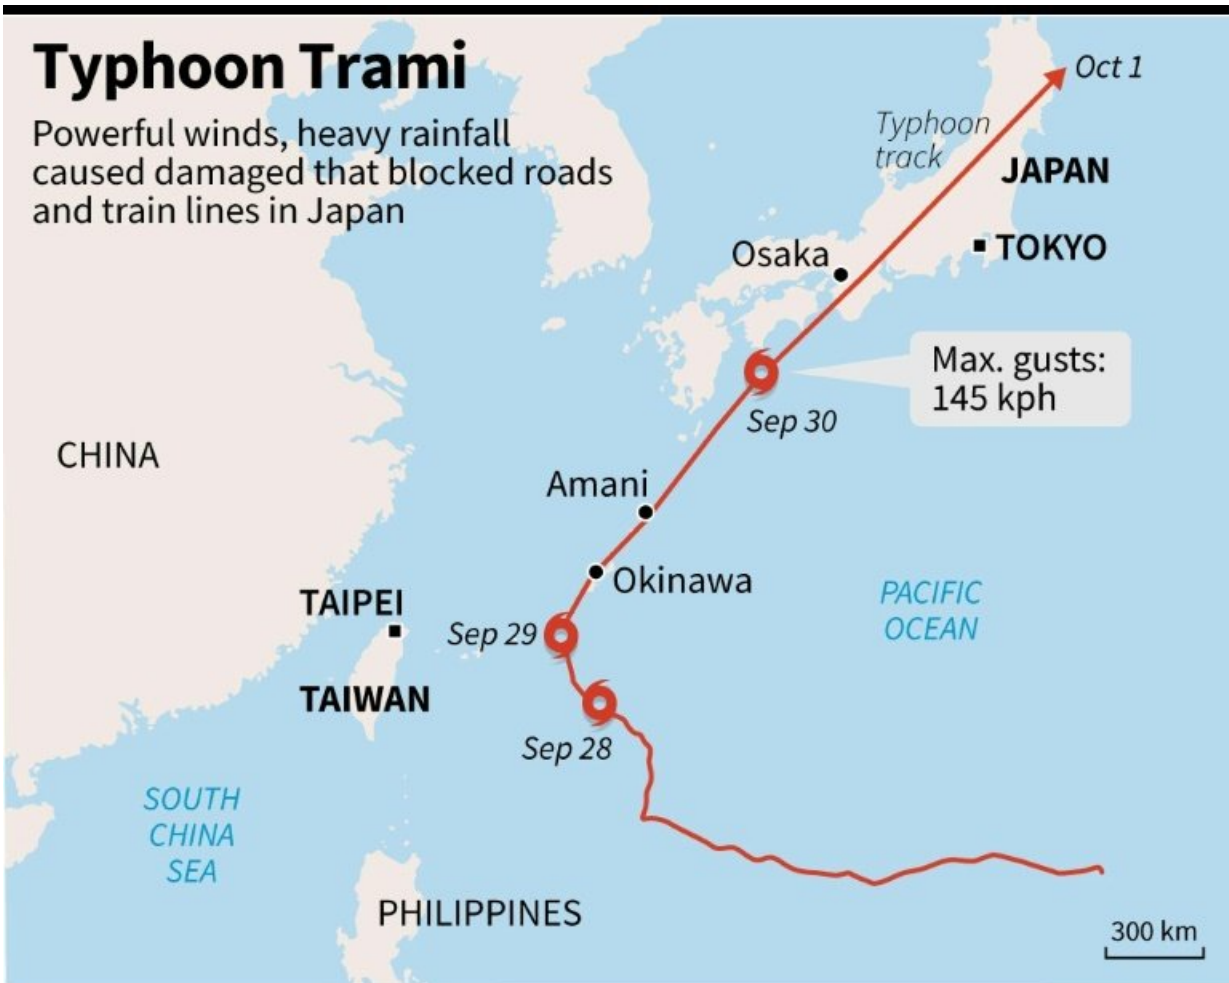 Typhoon Trami
Powerful winds, heavy rainfall
caused damaged that blocked roads
and train lines in Japan
Oct 1
Typhoon
track
JAPAN
Osaka
TOKYO
Max. gusts:
145 kph
Sep 30
CHINA
Amani
Okinawa
PACIFIC
OCEAN
TAIPEI
Sep 29
TAIWAN
Sep 28
SOUTH
CHINA
SEA
PHILIPPINES
300 km